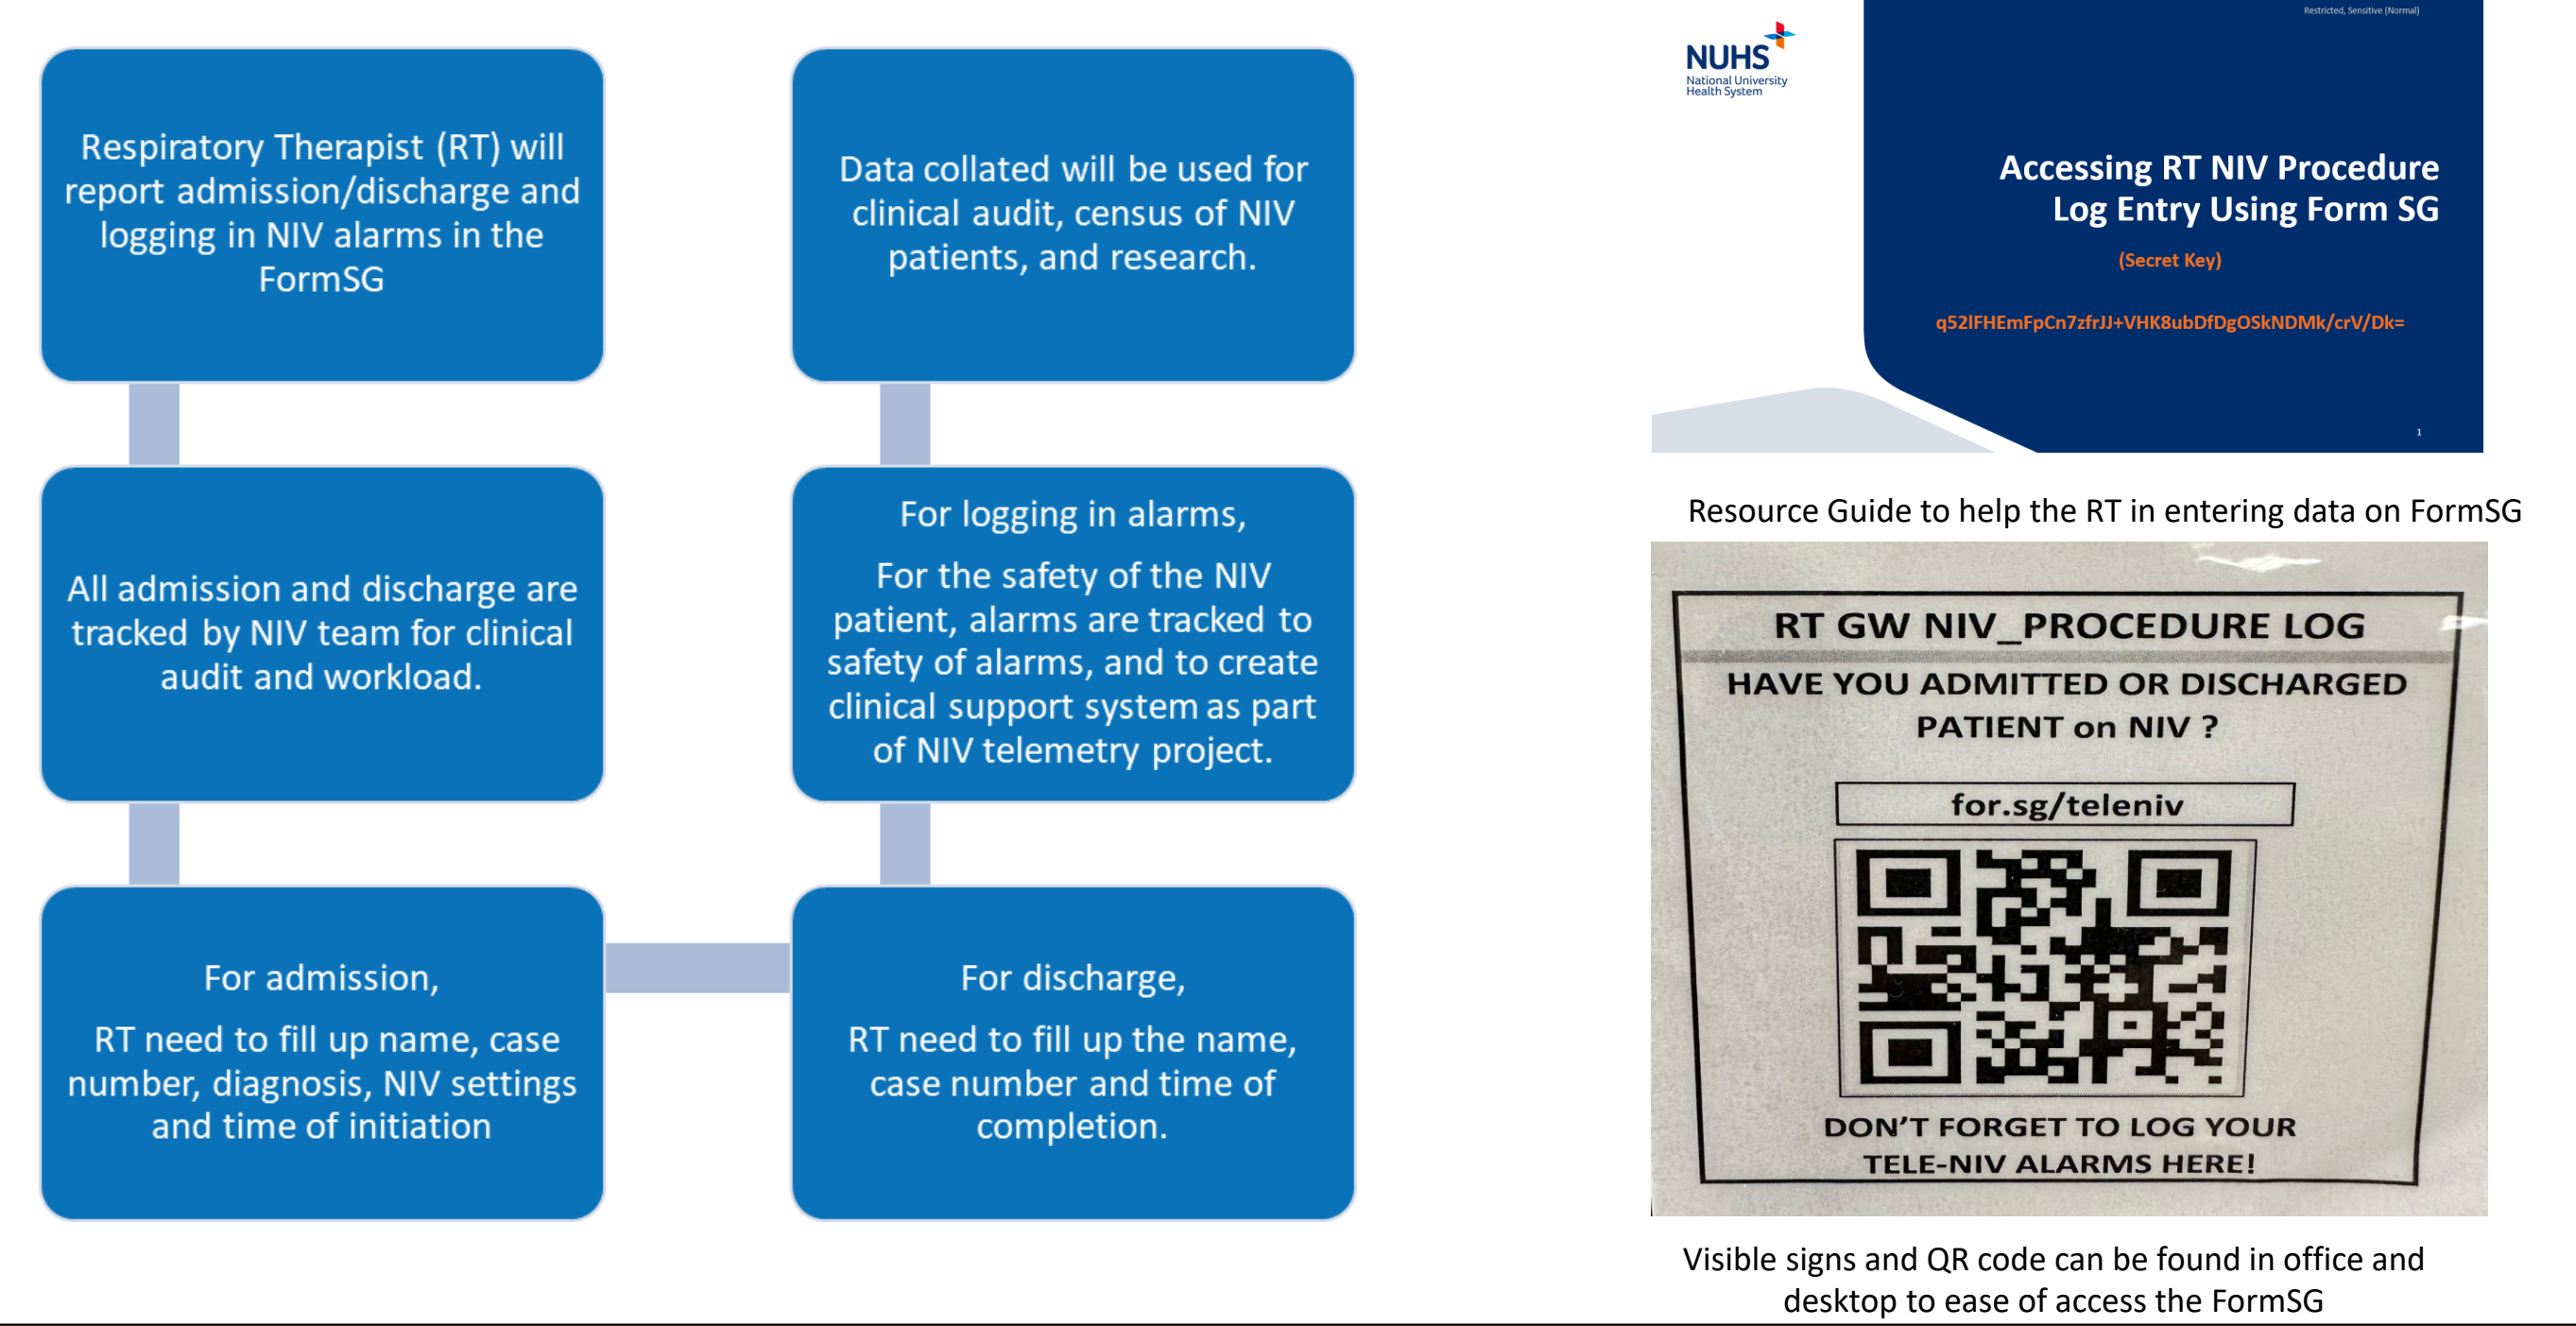 Respiratory Therapist (RT) will
report admission/discharge and
logging in NIV alarms in the
FormSG
All admission and discharge are
tracked by NIV team for clinical
audit and workload.
For admission,
RT need to fill up name, case
number, diagnosis, NIV settings
and time of initiation
For discharge,
RT need to fill up the name,
case number and time of
completion.
For logging in alarms,
For the safety of the NIV
patient, alarms are tracked to
safety of alarms, and to create
clinical support system as part
of NIV telemetry project.
Data collated will be used for
clinical audit, census of NIV
patients, and research.
Restricted, Sensitive (Normal)
NUHS
National University
Health System
Accessing RT NIV Procedure
Log Entry Using Form SG
(Secret Key)
q52lFHEmFpCn7zfrJJ+VHK8ubDfDgOSkNDMk/crV/Dk=
1
Resource Guide to help the RT in entering data on FormSG
RT GW NIV_PROCEDURE LOG
HAVE YOU ADMITTED OR DISCHARGED
PATIENT on NIV ?
for.sg/teleniv
DON'T FORGET TO LOG YOUR
TELE-NIV ALARMS HERE!
Visible signs and QR code can be found in office and
desktop to ease of access the FormSG